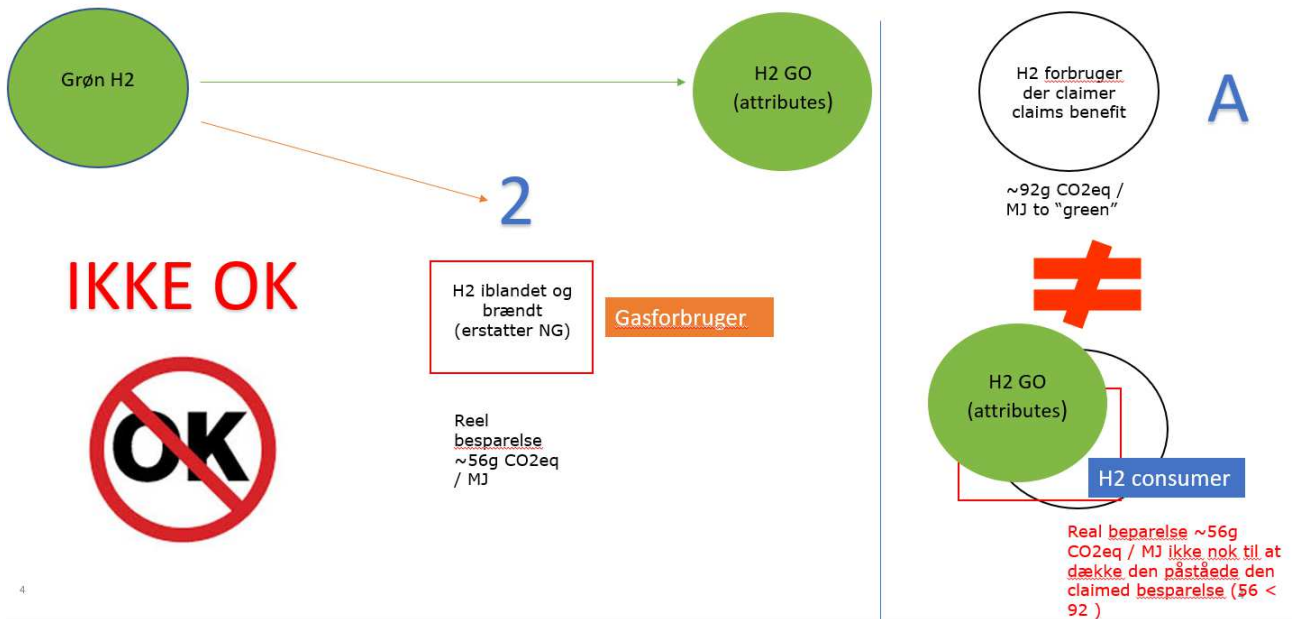 Grøn H2
H2 GO
(attributes)
2
IKKE OK
OK
H2 iblandet og
brændt
(erstatter NG)
Gasforbruger
Reel
besparelse
~56g CO2eq
/ MJ
4
H2 forbruger
der claimer
claims benefit
A
~92g CO2eq /
MJ to “green”
≠
H2 GO
(attributes)
H2 consumer
Real beparelse ~56g
CO2eq / MJ ikke nok til at
dække den påståede den
claimed besparelse (56 <
92 )